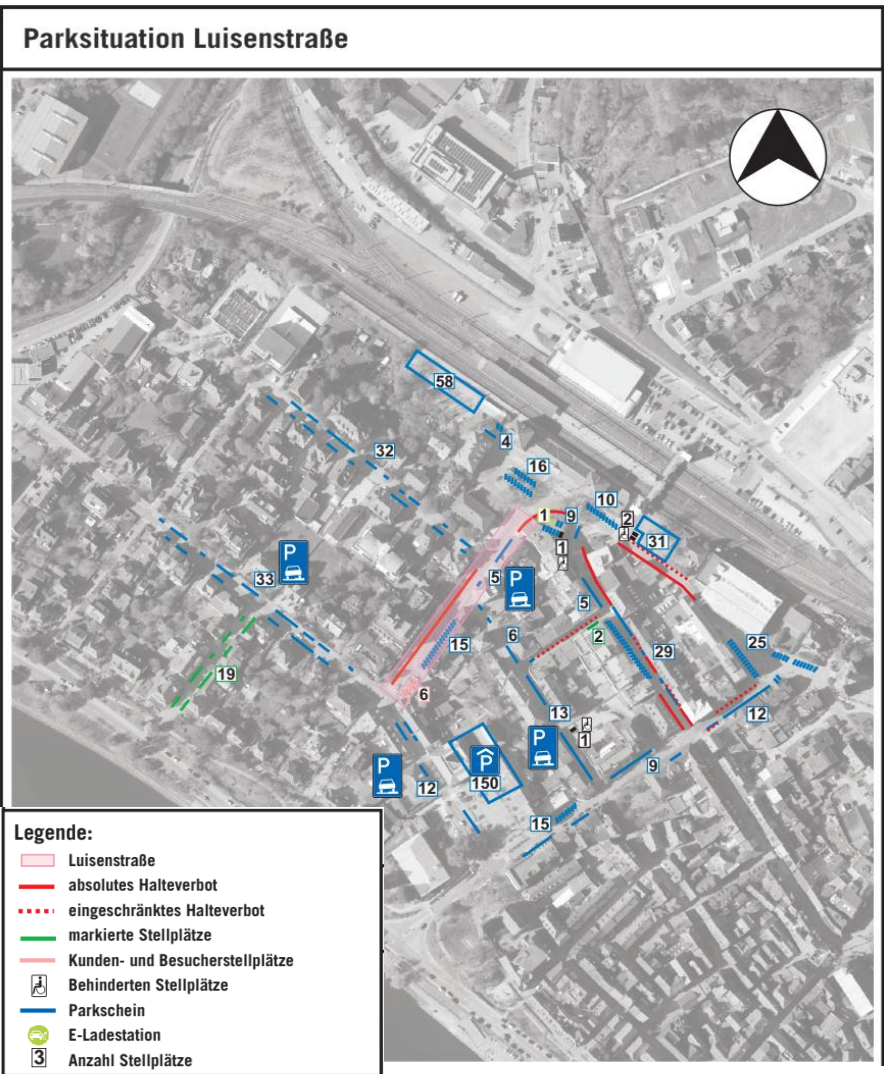 Parksituation Luisenstraße
58
4
32
16
10
1
9
2
31
1
P
33
5
P
5
6
2
29
15
25
19
6
13
12
P
1
P
P
150
9
12
15
Legende:
Luisenstraße
absolutes Halteverbot
eingeschränktes Halteverbot
markierte Stellplätze
Kunden- und Besucherstellplätze
Behinderten Stellplätze
Parkschein
E-Ladestation
3 Anzahl Stellplätze